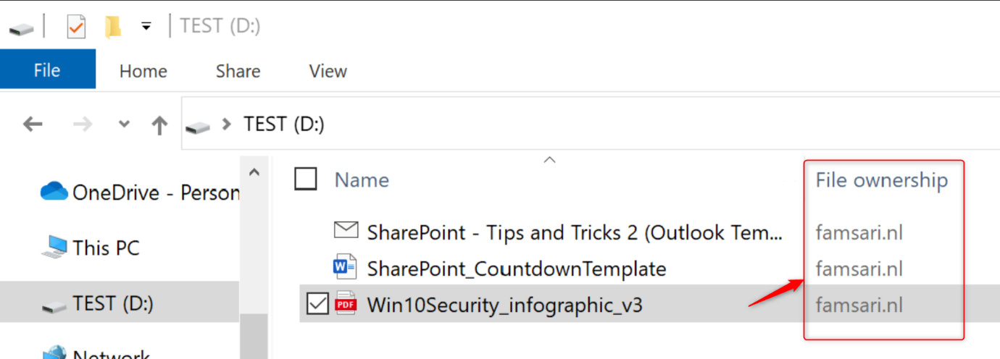 TEST (D:)
File Home Share View
TEST (D:)
Name File ownership
OneDrive - Person
This PC
TEST (D:)
Network
SharePoint - Tips and Tricks 2 (Outlook Tem... famsari.nl
SharePoint_CountdownTemplate famsari.nl
PDF Win10Security_infographic_v3 famsari.nl